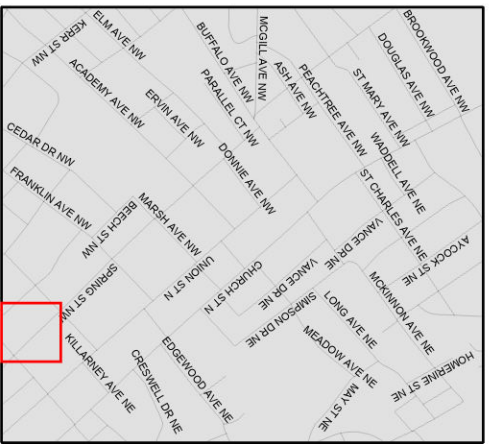 KERR ST NW
ELM AVE NW
BUFFALO AVE NW
MCGILL AVE NW
BROOKWOOD AVE NW
DOUGLAS AVE NW
ACADEMY AVE NW
ERVIN AVE NW
PARALLEL CT NW
ASH AVE NW
PEACHTREE AVE NW
ST MARY AVE NW
WADDELL AVE NE
CEDAR DR NW
DONNIE AVE NW
ST CHARLES AVE NE
FRANKLIN AVE NW
BEECH ST NW
MARSH AVE NW
VANCE DR NE
AYCOCK ST NE
SPRING ST NW
UNION ST N
CHURCH ST N
VANCE DR NE
SIMPSON DR NE
LONG AVE NE
MCKINNON AVE NE
KILLARNEY AVE NE
CRESWELL DR NE
EDGEWOOD AVE NE
MEADOW AVE NE
MAY ST NE
HOMERINE ST NE